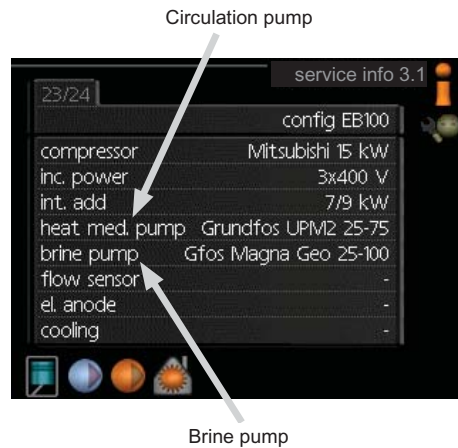 Circulation pump
service info 3.1
23/24
config EB100
compressor Mitsubishi 15 kW
inc. power 3x400 V
int. add 7/9 kW
heat med. pump Grundfos UPM2 25-75
brine pump Gfos Magna Geo 25-100
flow sensor -
el. anode -
cooling -
Brine pump